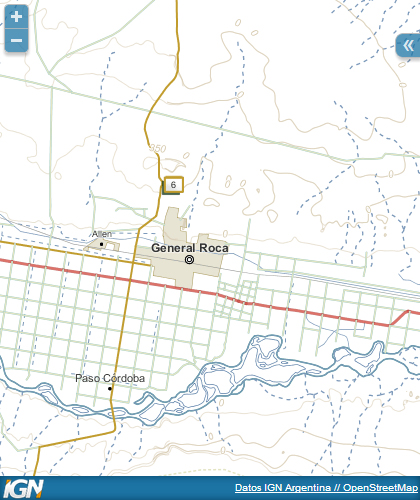 +
−
«
350
6
Allen
General Roca
Paso Córdoba
IGN
Datos IGN Argentina // OpenStreetMap